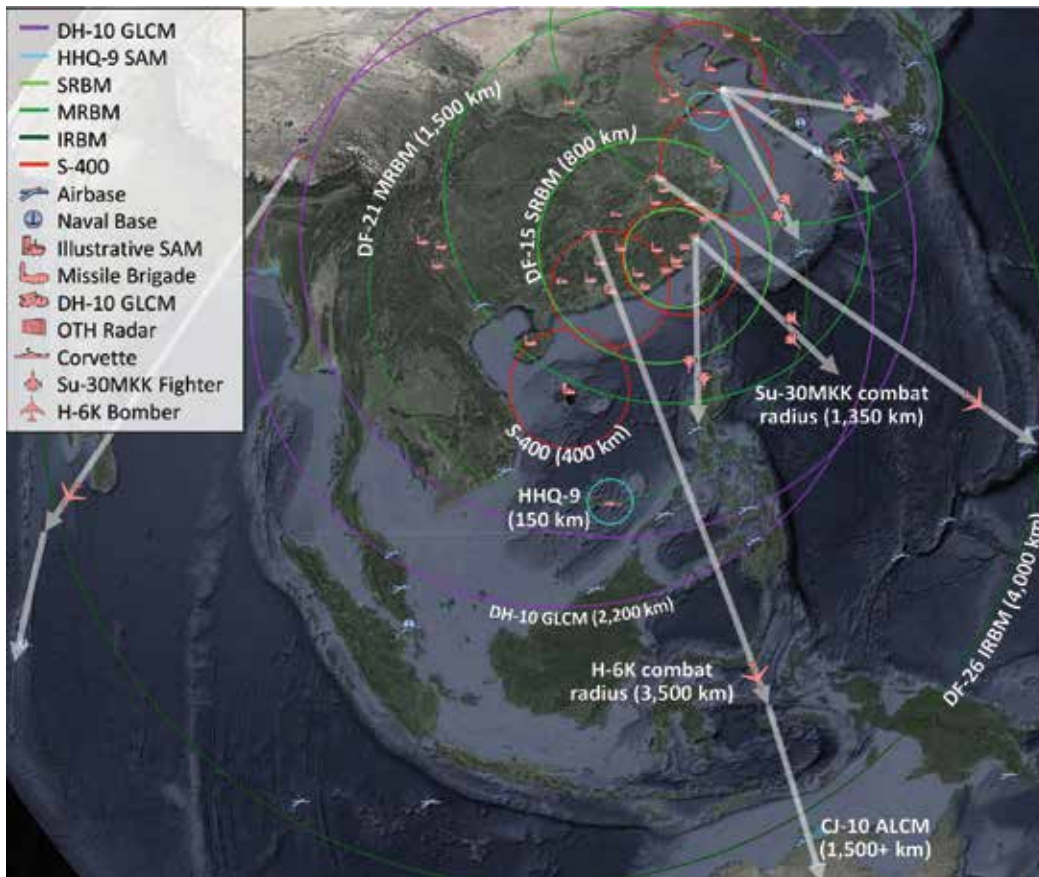 DH-10 GLCM
HHQ-9 SAM
SRBM
MRBM
IRBM
S-400
Airbase
Naval Base
Illustrative SAM
Missile Brigade
DH-10 GLCM
OTH Radar
Corvette
Su-30MKK Fighter
H-6K Bomber
DF-21 MRBM (1,500 km)
DF-15 SRBM (800 km)
Su-30MKK combat
radius (1,350 km)
S-400 (400 km)
HHQ-9
(150 km)
DH-10 GLCM (2,200 km)
H-6K combat
radius (3,500 km)
DF-26 IRBM (4,000 km)
CJ-10 ALCM
(1,500+ km)